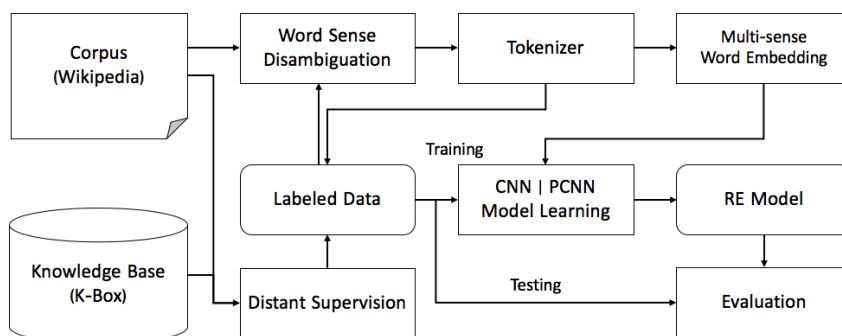 Corpus
(Wikipedia)
Word Sense
Disambiguation
Tokenizer
Multi-sense
Word Embedding
Training
Labeled Data
CNN | PCNN
Model Learning
RE Model
Knowledge Base
(K-Box)
Distant Supervision
Testing
Evaluation